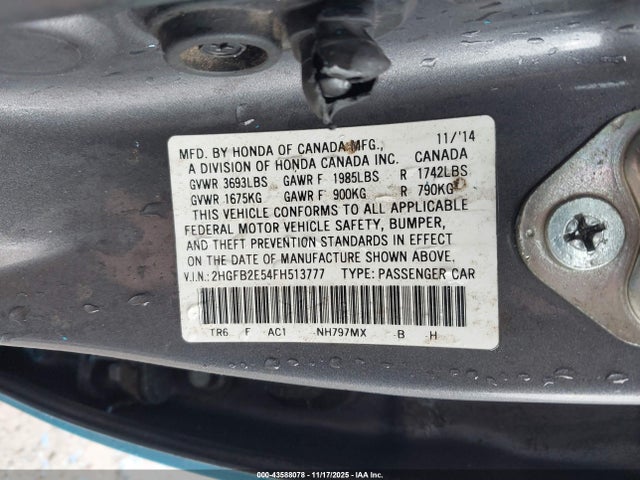 MFD. BY HONDA OF CANADA MFG., 11/'14
A DIVISION OF HONDA CANADA INC. CANADA
GVWR 3693LBS GAWR F 1985LBS R 1742LBS
GVWR 1675KG GAWR F 900KG R 790KG
THIS VEHICLE CONFORMS TO ALL APPLICABLE
FEDERAL MOTOR VEHICLE SAFETY, BUMPER,
AND THEFT PREVENTION STANDARDS IN EFFECT
ON THE DATE OF MANUFACTURE SHOWN ABOVE.
V.I.N.: 2HGFB2E54FH513777 TYPE: PASSENGER CAR
TR6 F AC1 NH797MX B H
000-43588078 - 11/17/2025 - IAA Inc.